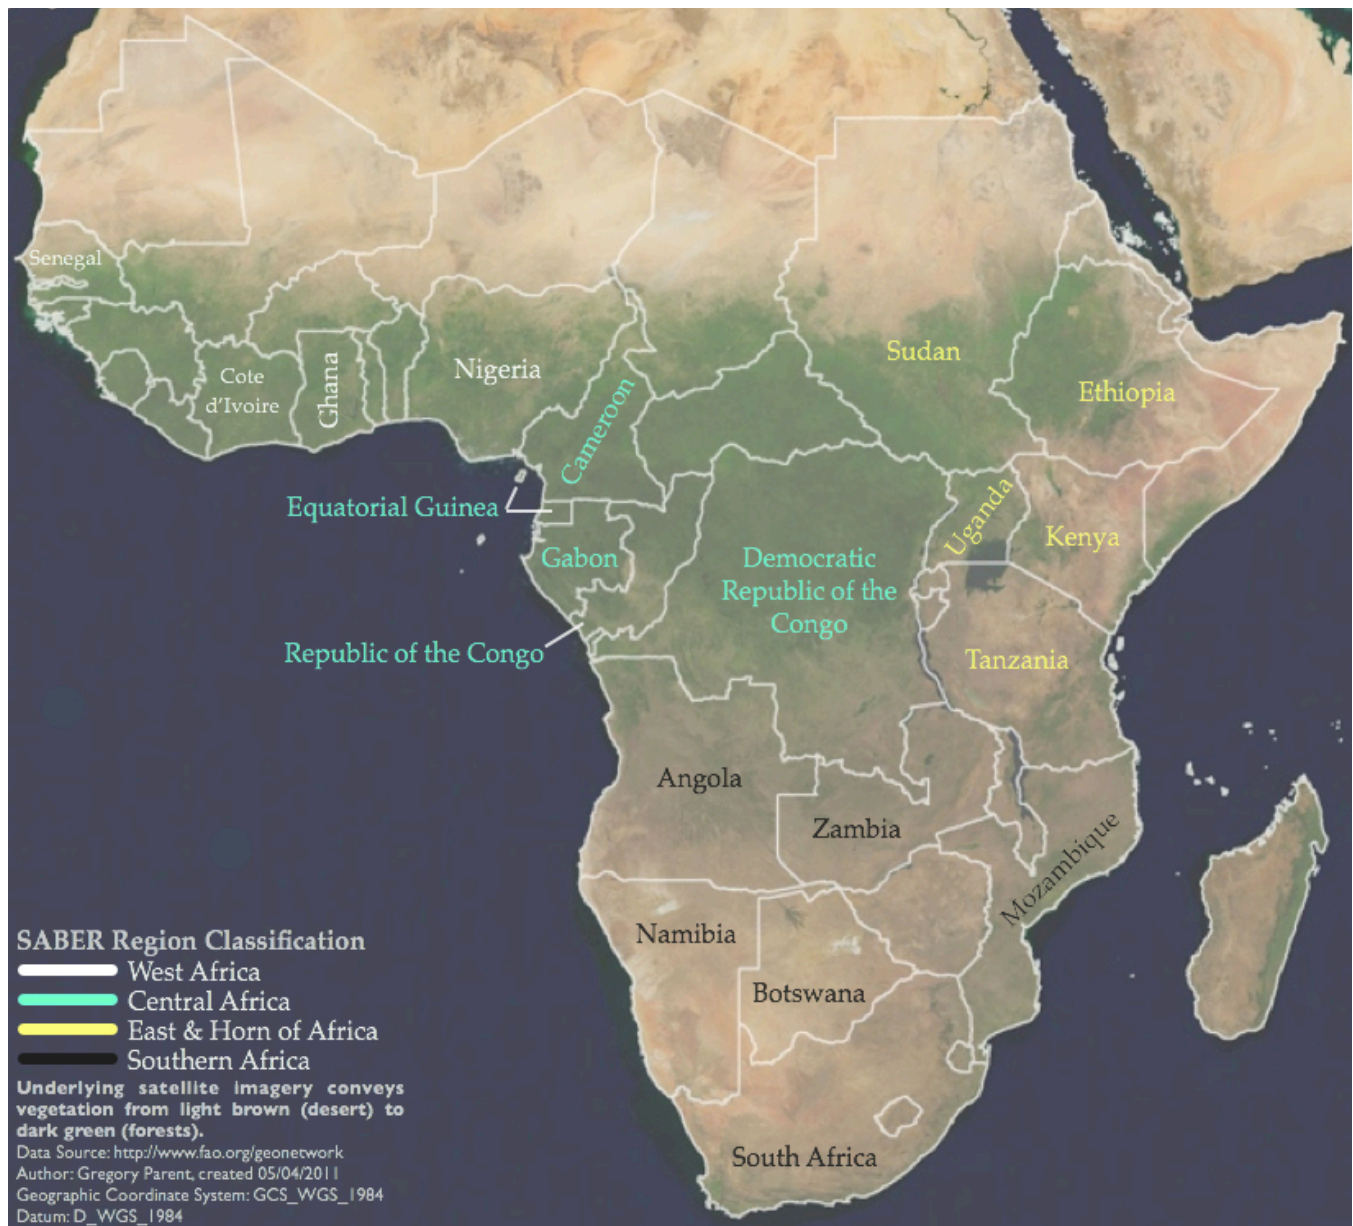 Senegal
Cote
d'Ivoire
Ghana
Nigeria
Cameroon
Sudan
Ethiopia
Equatorial Guinea
Gabon
Democratic
Republic of the
Congo
Uganda
Kenya
Republic of the Congo
Tanzania
Angola
Zambia
Mozambique
Namibia
Botswana
South Africa
SABER Region Classification
West Africa
Central Africa
East & Horn of Africa
Southern Africa
Underlying satellite imagery conveys
vegetation from light brown (desert) to
dark green (forests).
Data Source: http://www.fao.org/geonetwork
Author: Gregory Parent, created 05/04/2011
Geographic Coordinate System: GCS_WGS_1984
Datum: D_WGS_1984